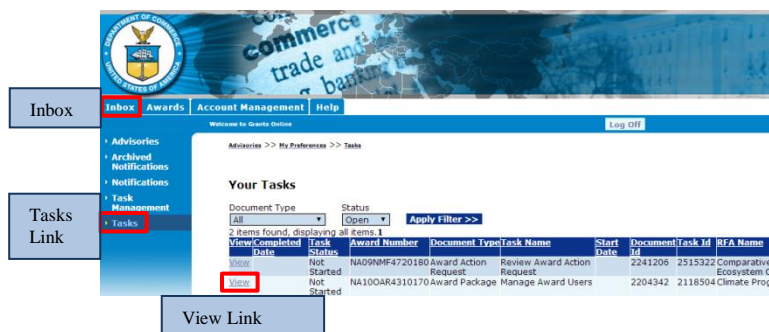 DEPARTMENT OF COMMERCE
UNITED STATES OF AMERICA
commerce
trade and
banking
Inbox
Inbox Awards Account Management Help
Welcome to Grants Online Log Off
Advisories
Advisories >> My Preferences >> Tasks
Archived
Notifications
Notifications
Task
Management
Tasks
Tasks
Link
Your Tasks
Document Type Status
All Open Apply Filter >>
2 items found, displaying all items.1
View Completed Date Task Status Award Number Document Type Task Name Start Date Document Id Task Id RFA Name
View Not Started NA09NMF4720180 Award Action Request Review Award Action Request 2241206 2515322 Comparative Ecosystem
View Not Started NA10OAR4310170 Award Package Manage Award Users 2204342 2118504 Climate Prog
View Link